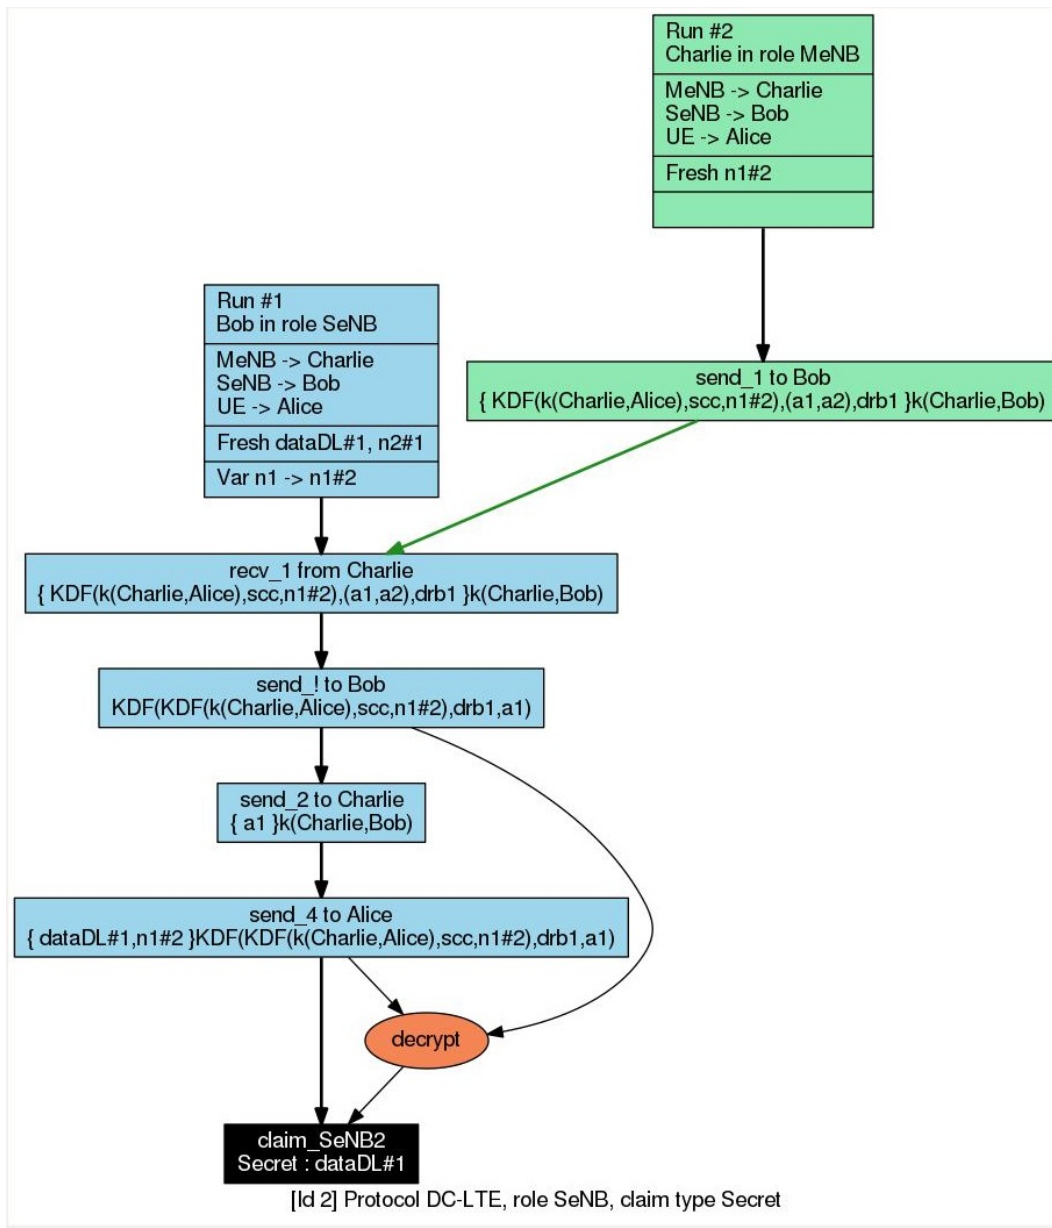 Run #2
Charlie in role MeNB
MeNB -> Charlie
SeNB -> Bob
UE -> Alice
Fresh n1#2
send_1 to Bob
{ KDF(k(Charlie,Alice),scc,n1#2),(a1,a2),drb1 }k(Charlie,Bob)
Run #1
Bob in role SeNB
MeNB -> Charlie
SeNB -> Bob
UE -> Alice
Fresh dataDL#1, n2#1
Var n1 -> n1#2
recv_1 from Charlie
{ KDF(k(Charlie,Alice),scc,n1#2),(a1,a2),drb1 }k(Charlie,Bob)
send_! to Bob
KDF(KDF(k(Charlie,Alice),scc,n1#2),drb1,a1)
send_2 to Charlie
{ a1 }k(Charlie,Bob)
send_4 to Alice
{ dataDL#1,n1#2 }KDF(KDF(k(Charlie,Alice),scc,n1#2),drb1,a1)
decrypt
claim_SeNB2
Secret : dataDL#1
[Id 2] Protocol DC-LTE, role SeNB, claim type Secret